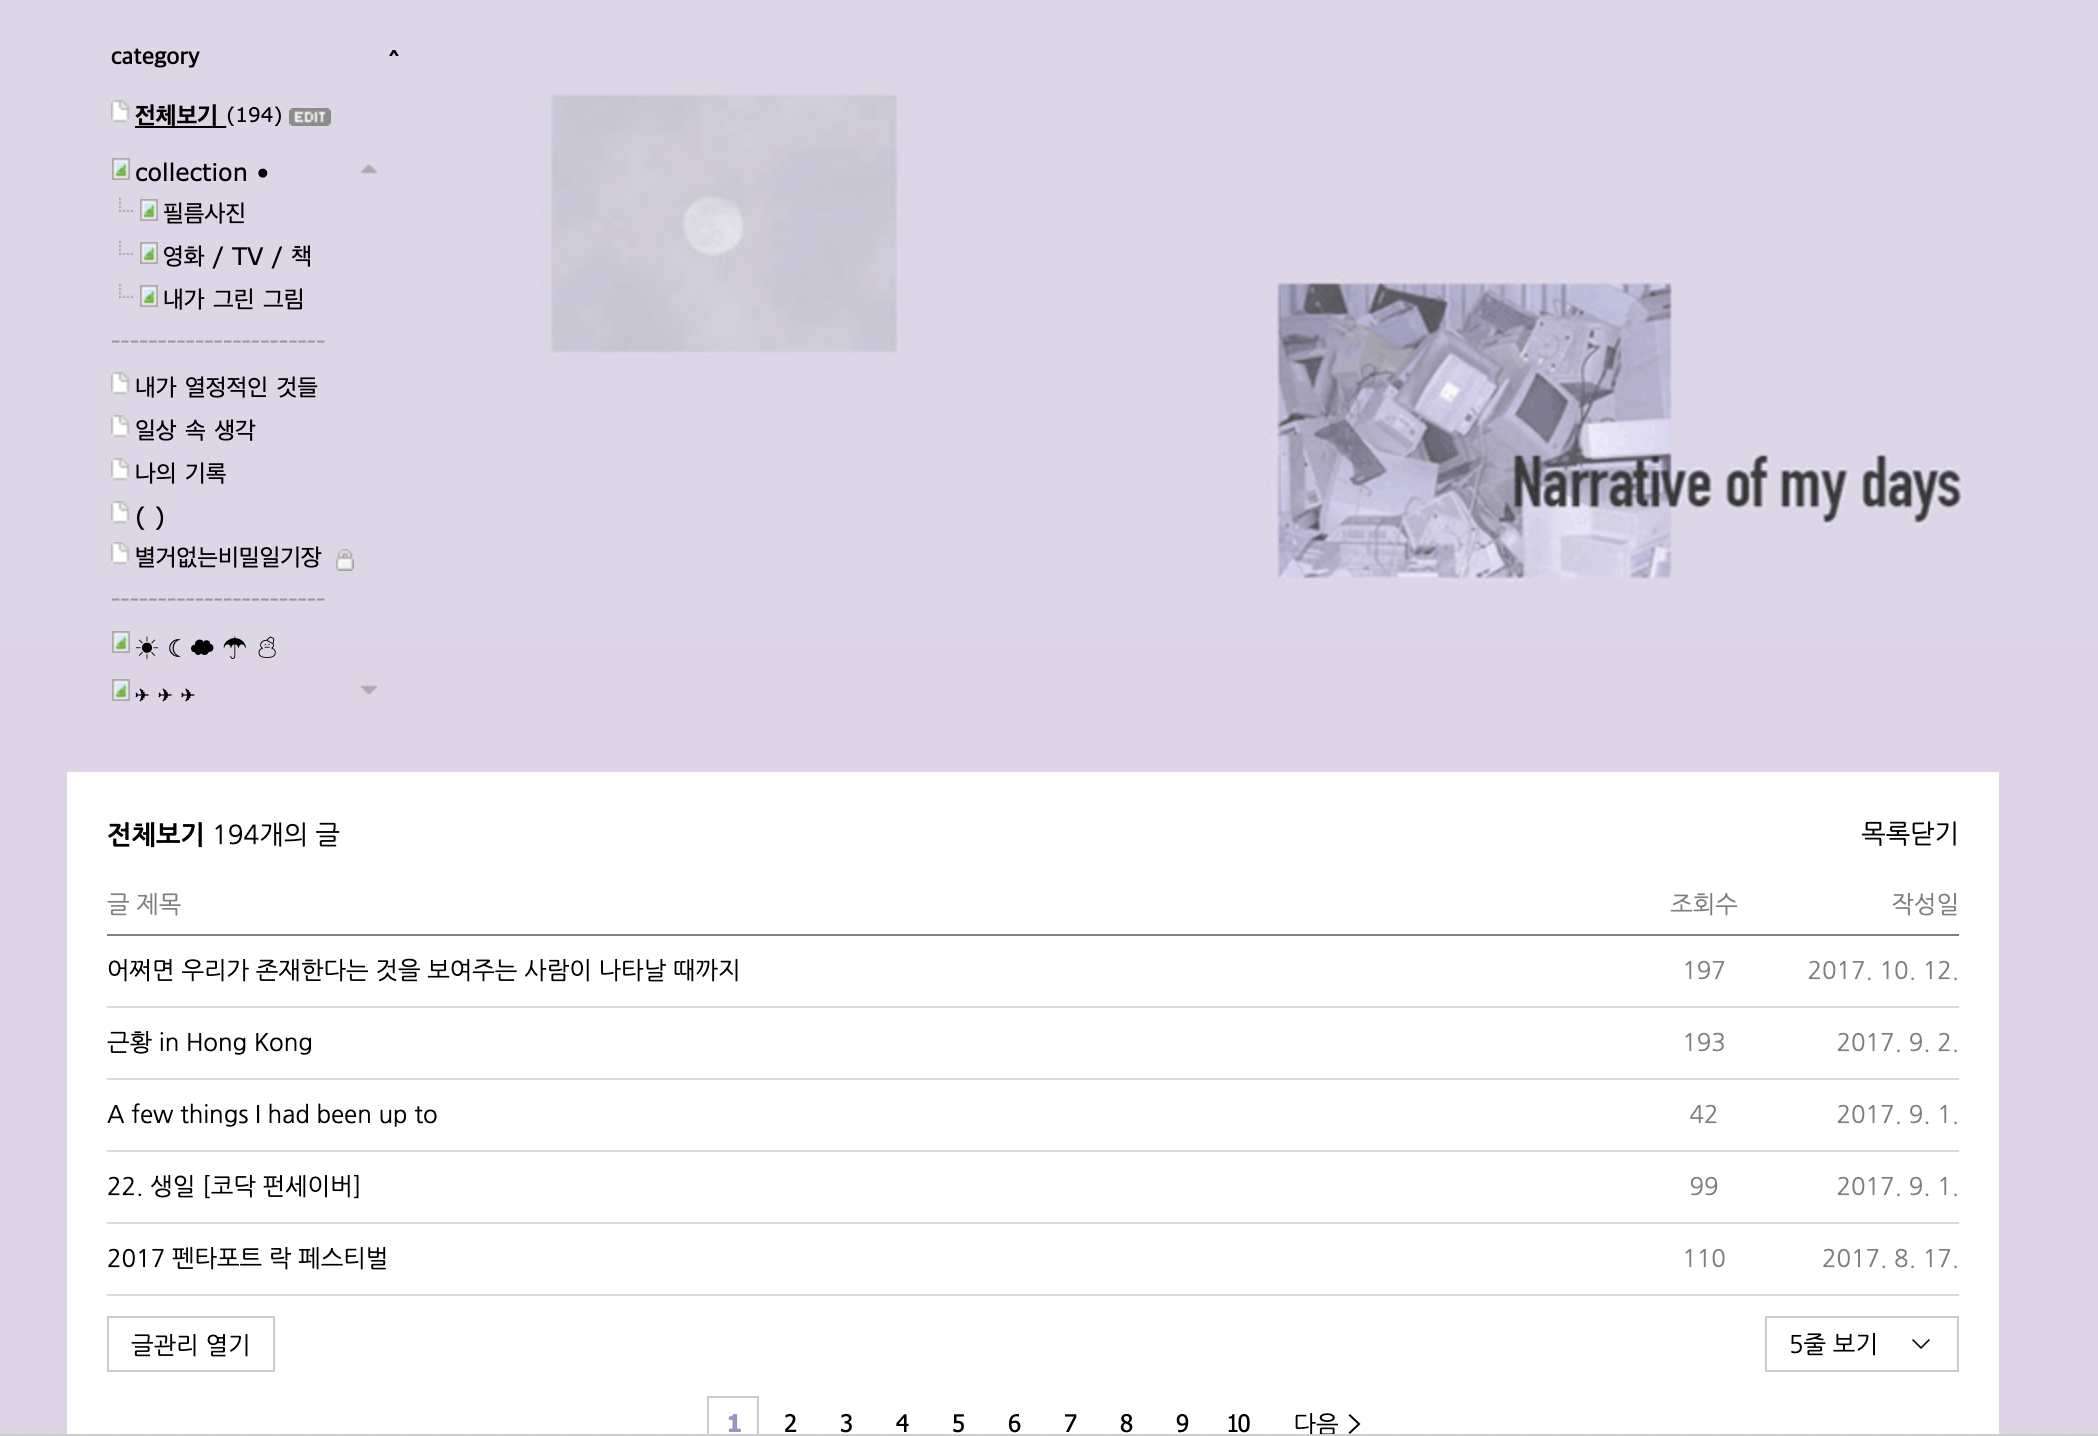 category ^
전체보기 (194) EDIT
collection •
필름사진
영화 / TV / 책
내가 그린 그림
-----------------------
내가 열정적인 것들
일상 속 생각
나의 기록
( )
별거없는비밀일기장
-----------------------
☀ ☾ ☁ ☂ ☃
✈ ✈ ✈
Narrative of my days
전체보기 194개의 글 목록닫기
글 제목 조회수 작성일
어쩌면 우리가 존재한다는 것을 보여주는 사람이 나타날 때까지 197 2017. 10. 12.
근황 in Hong Kong 193 2017. 9. 2.
A few things I had been up to 42 2017. 9. 1.
22. 생일 [코닥 펀세이버] 99 2017. 9. 1.
2017 펜타포트 락 페스티벌 110 2017. 8. 17.
글관리 열기 5줄 보기
1 2 3 4 5 6 7 8 9 10 다음 >